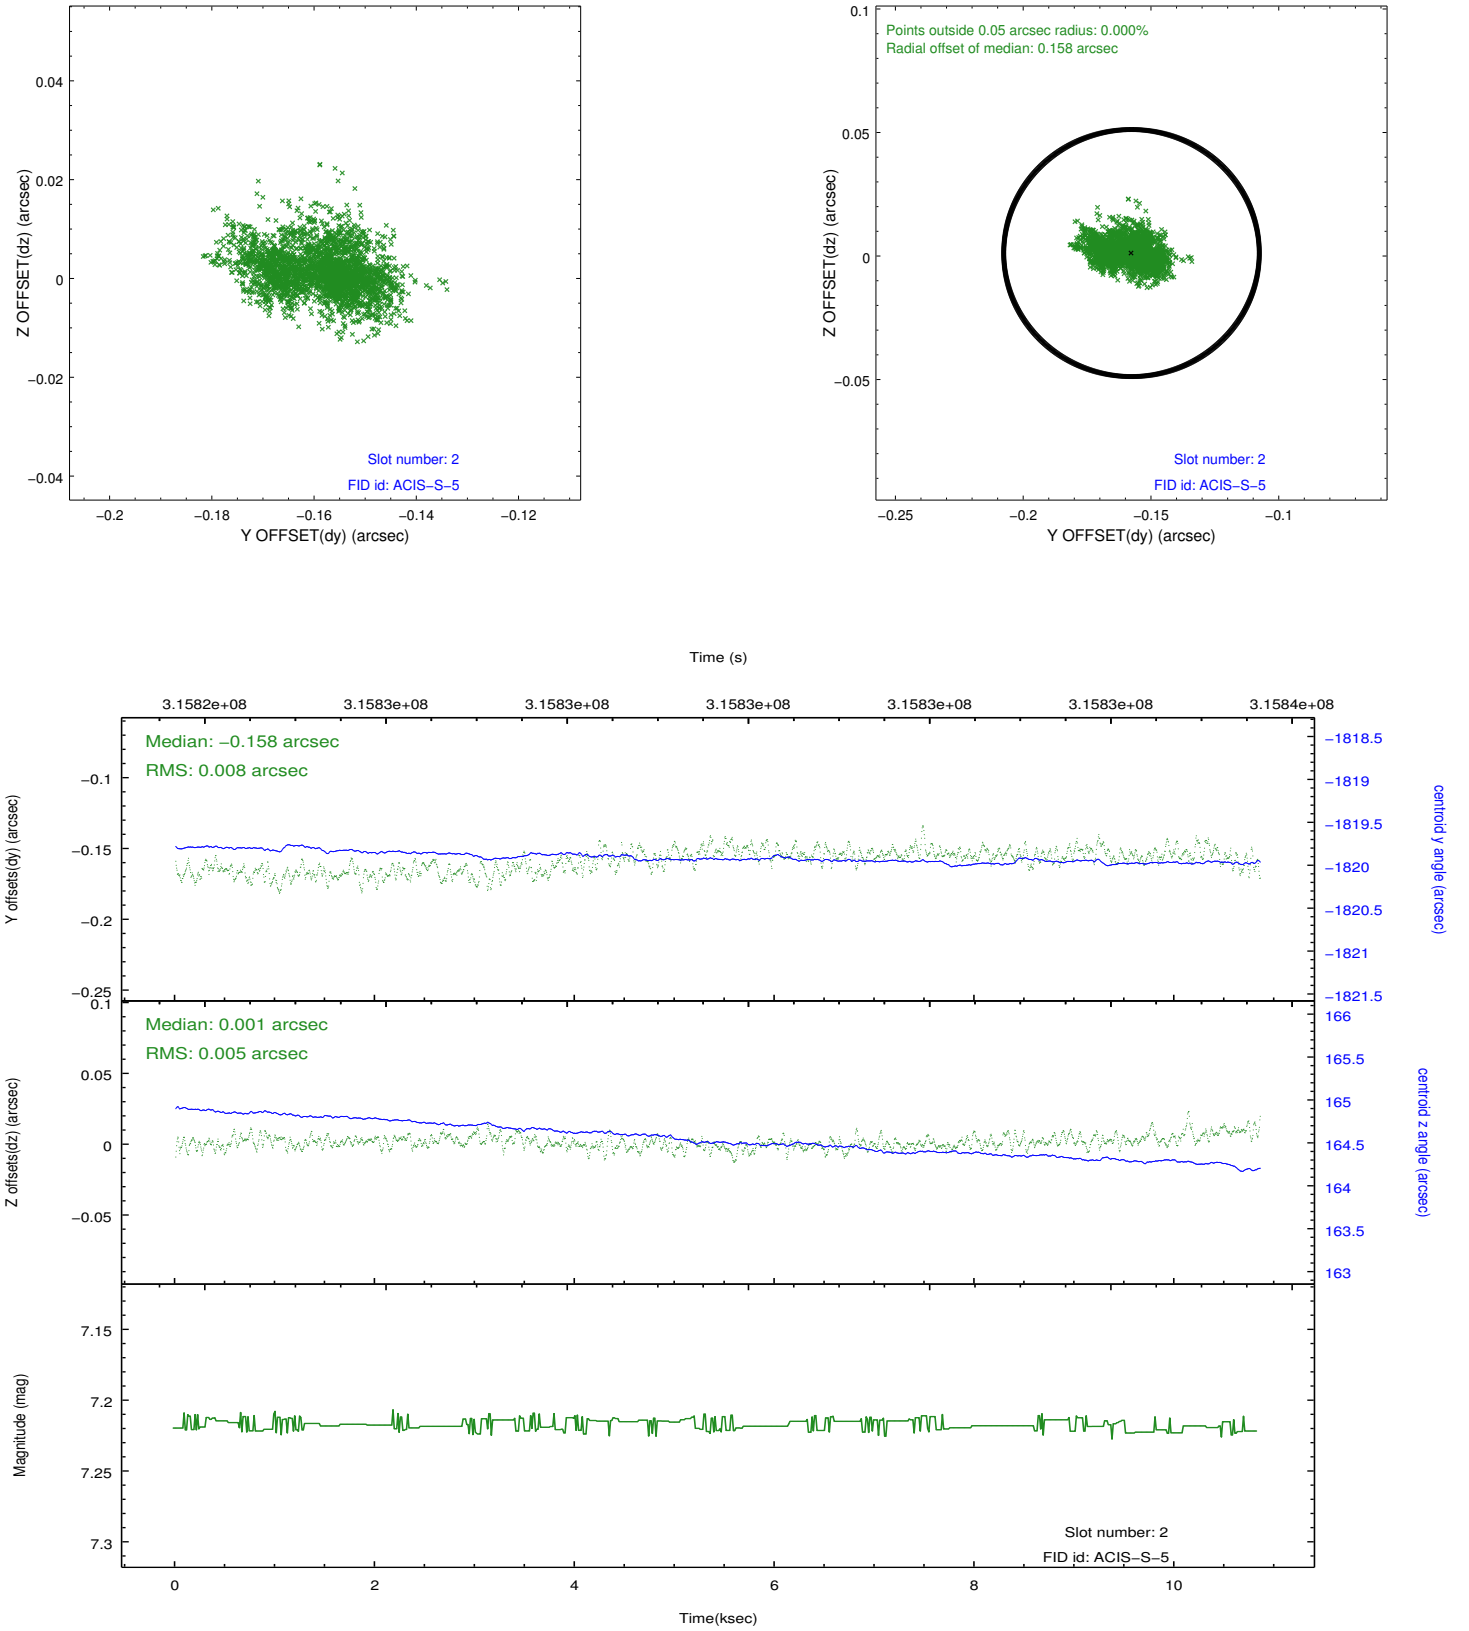 0.04
0.02
0
−0.02
−0.04
Z OFFSET(dz) (arcsec)
Slot number: 2
FID id: ACIS−S−5
−0.2 −0.18 −0.16 −0.14 −0.12
Y OFFSET(dy) (arcsec)
0.1
0.05
0
−0.05
Z OFFSET(dz) (arcsec)
Points outside 0.05 arcsec radius: 0.000%
Radial offset of median: 0.158 arcsec
Slot number: 2
FID id: ACIS−S−5
−0.25 −0.2 −0.15 −0.1
Y OFFSET(dy) (arcsec)
Time (s)
3.1582e+08 3.1583e+08 3.1583e+08 3.1583e+08 3.1583e+08 3.1583e+08 3.1584e+08
Median: −0.158 arcsec
RMS: 0.008 arcsec
−0.1
−0.15
−0.2
−0.25
Y offsets(dy) (arcsec)
−1818.5
−1819
−1819.5
−1820
−1820.5
−1821
−1821.5
centroid y angle (arcsec)
Median: 0.001 arcsec
RMS: 0.005 arcsec
0.1
0.05
0
−0.05
Z offsets(dz) (arcsec)
166
165.5
165
164.5
164
163.5
163
centroid z angle (arcsec)
7.15
7.2
7.25
7.3
Magnitude (mag)
Slot number: 2
FID id: ACIS−S−5
0 2 4 6 8 10
Time(ksec)